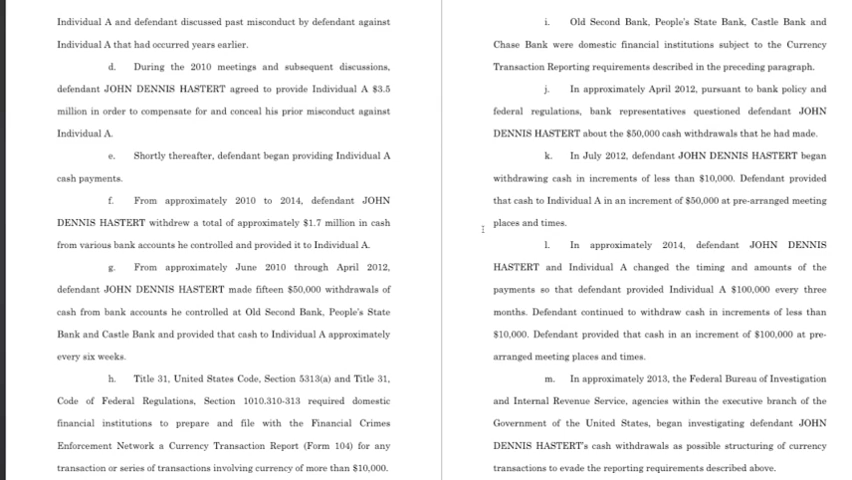 Individual A and defendant discussed past misconduct by defendant against
Individual A that had occurred years earlier.
d. During the 2010 meetings and subsequent discussions,
defendant JOHN DENNIS HASTERT agreed to provide Individual A $3.5
million in order to compensate for and conceal his prior misconduct against
Individual A.
e. Shortly thereafter, defendant began providing Individual A
cash payments.
f. From approximately 2010 to 2014, defendant JOHN
DENNIS HASTERT withdrew a total of approximately $1.7 million in cash
from various bank accounts he controlled and provided it to Individual A.
g. From approximately June 2010 through April 2012,
defendant JOHN DENNIS HASTERT made fifteen $50,000 withdrawals of
cash from bank accounts he controlled at Old Second Bank, People's State
Bank and Castle Bank and provided that cash to Individual A approximately
every six weeks.
h. Title 31, United States Code, Section 5313(a) and Title 31,
Code of Federal Regulations, Section 1010.310-313 required domestic
financial institutions to prepare and file with the Financial Crimes
Enforcement Network a Currency Transaction Report (Form 104) for any
transaction or series of transactions involving currency of more than $10,000.
i. Old Second Bank, People's State Bank, Castle Bank and
Chase Bank were domestic financial institutions subject to the Currency
Transaction Reporting requirements described in the preceding paragraph.
j. In approximately April 2012, pursuant to bank policy and
federal regulations, bank representatives questioned defendant JOHN
DENNIS HASTERT about the $50,000 cash withdrawals that he had made.
k. In July 2012, defendant JOHN DENNIS HASTERT began
withdrawing cash in increments of less than $10,000. Defendant provided
that cash to Individual A in an increment of $50,000 at pre-arranged meeting
places and times.
l. In approximately 2014, defendant JOHN DENNIS
HASTERT and Individual A changed the timing and amounts of the
payments so that defendant provided Individual A $100,000 every three
months. Defendant continued to withdraw cash in increments of less than
$10,000. Defendant provided that cash in an increment of $100,000 at pre-
arranged meeting places and times.
m. In approximately 2013, the Federal Bureau of Investigation
and Internal Revenue Service, agencies within the executive branch of the
Government of the United States, began investigating defendant JOHN
DENNIS HASTERT's cash withdrawals as possible structuring of currency
transactions to evade the reporting requirements described above.